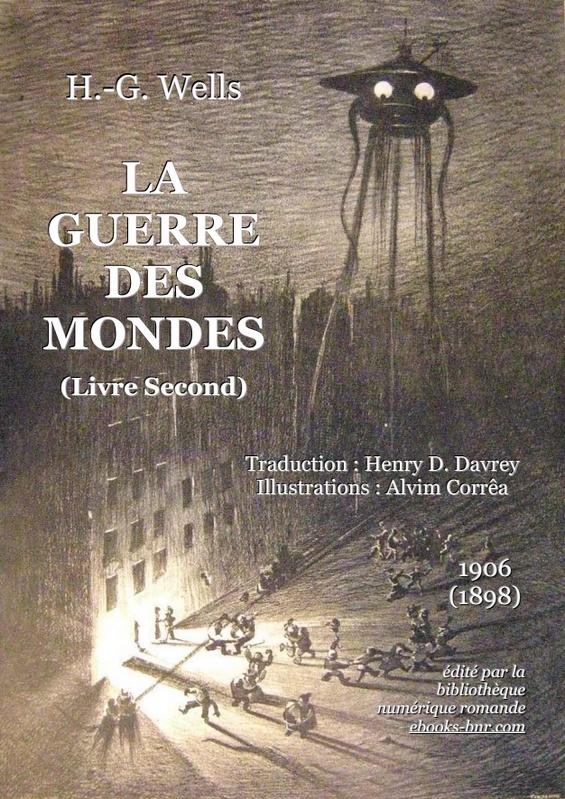 H.-G. Wells
LA
GUERRE
DES
MONDES
(Livre Second)
Traduction : Henry D. Davrey
Illustrations : Alvim Corrêa
1906
(1898)
édité par la
bibliothèque
numérique romande
ebooks-bnr.com